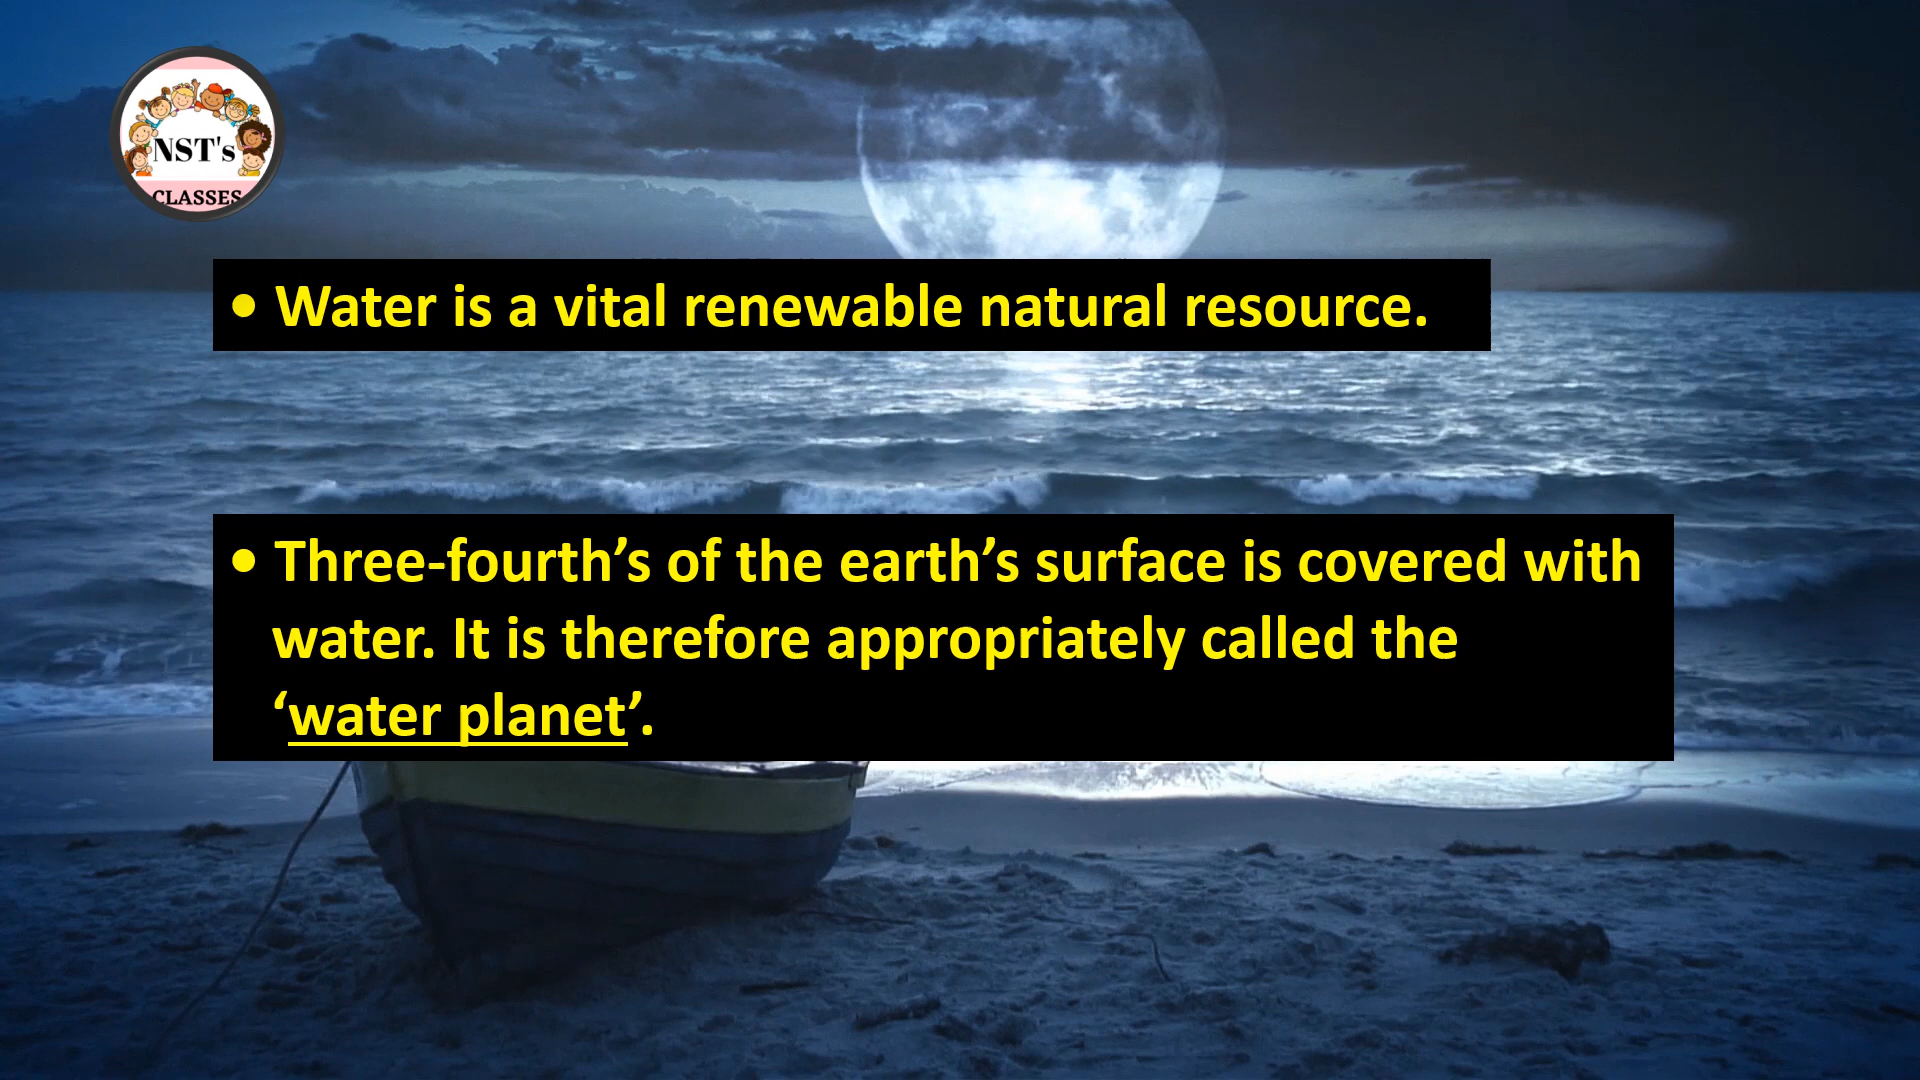 NST's
CLASSES
• Water is a vital renewable natural resource.
• Three-fourth’s of the earth’s surface is covered with
water. It is therefore appropriately called the
‘water planet’.